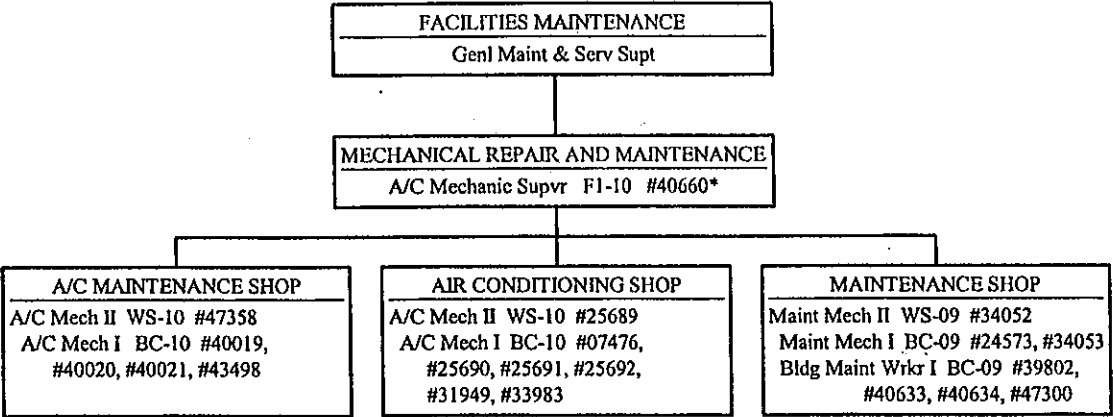 FACILITIES MAINTENANCE
Genl Maint & Serv Supt
MECHANICAL REPAIR AND MAINTENANCE
A/C Mechanic Supvr F1-10 #40660*
A/C MAINTENANCE SHOP
A/C Mech II WS-10 #47358
A/C Mech I BC-10 #40019,
#40020, #40021, #43498
AIR CONDITIONING SHOP
A/C Mech II WS-10 #25689
A/C Mech I BC-10 #07476,
#25690, #25691, #25692,
#31949, #33983
MAINTENANCE SHOP
Maint Mech II WS-09 #34052
Maint Mech I BC-09 #24573, #34053
Bldg Maint Wrkr I BC-09 #39802,
#40633, #40634, #47300